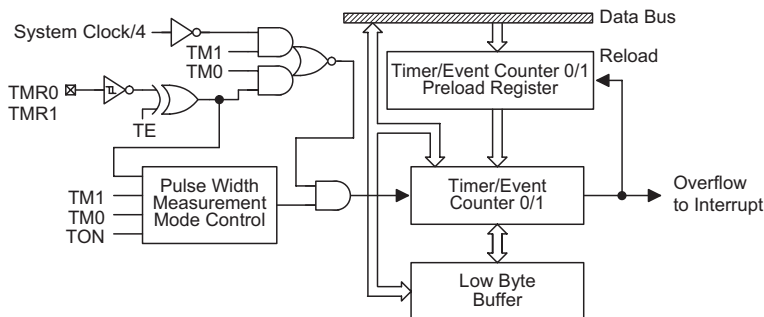 System Clock/4
TM1
TM0
TMR0
TMR1
TE
TM1
TM0
TON
Pulse Width
Measurement
Mode Control
Data Bus
Timer/Event Counter 0/1
Preload Register
Reload
Timer/Event
Counter 0/1
Overflow
to Interrupt
Low Byte
Buffer